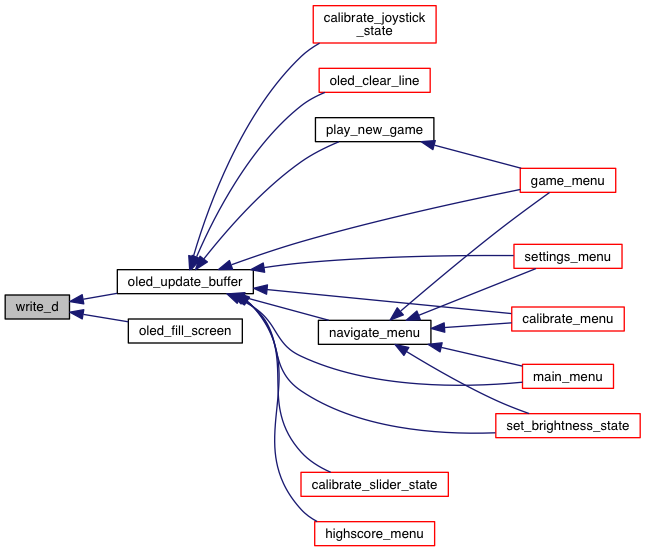 calibrate_joystick
_state
oled_clear_line
play_new_game
game_menu
settings_menu
oled_update_buffer
write_d
calibrate_menu
oled_fill_screen
navigate_menu
main_menu
set_brightness_state
calibrate_slider_state
highscore_menu